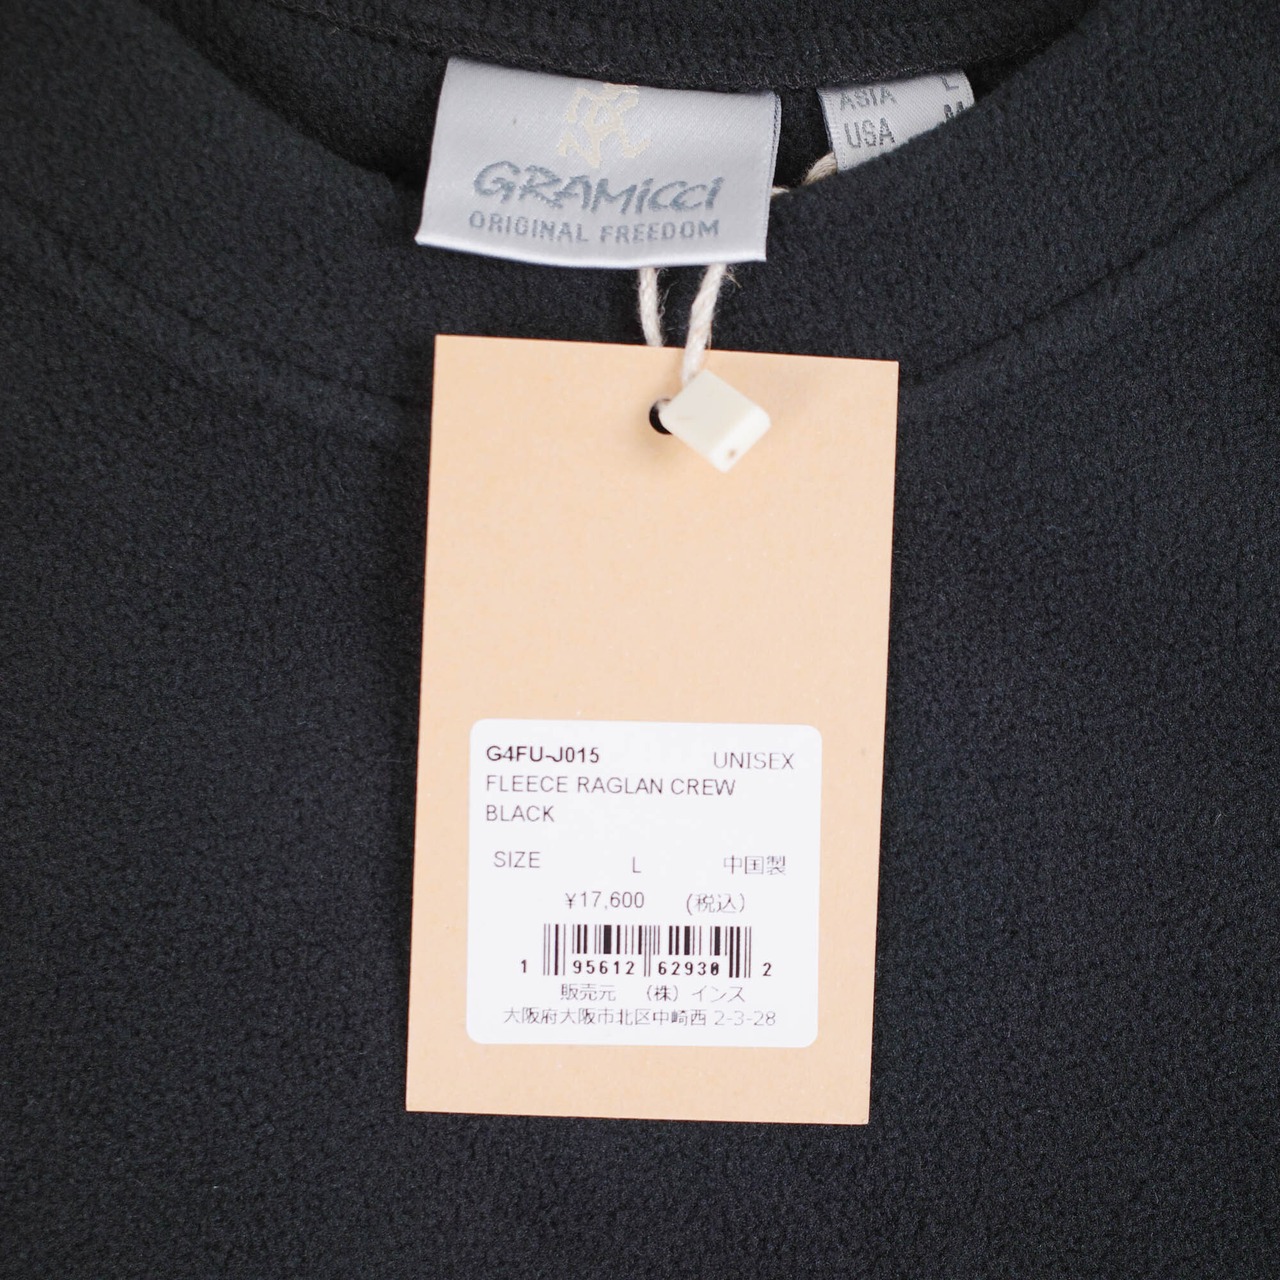 GRAMICCI
ORIGINAL FREEDOM
ASIA L
USA M
G4FU-J015 UNISEX
FLEECE RAGLAN CREW
BLACK
SIZE L 中国製
¥17,600 (税込)
1 95612 62930 2
販売元 (株) インス
大阪府大阪市北区中崎西 2-3-28